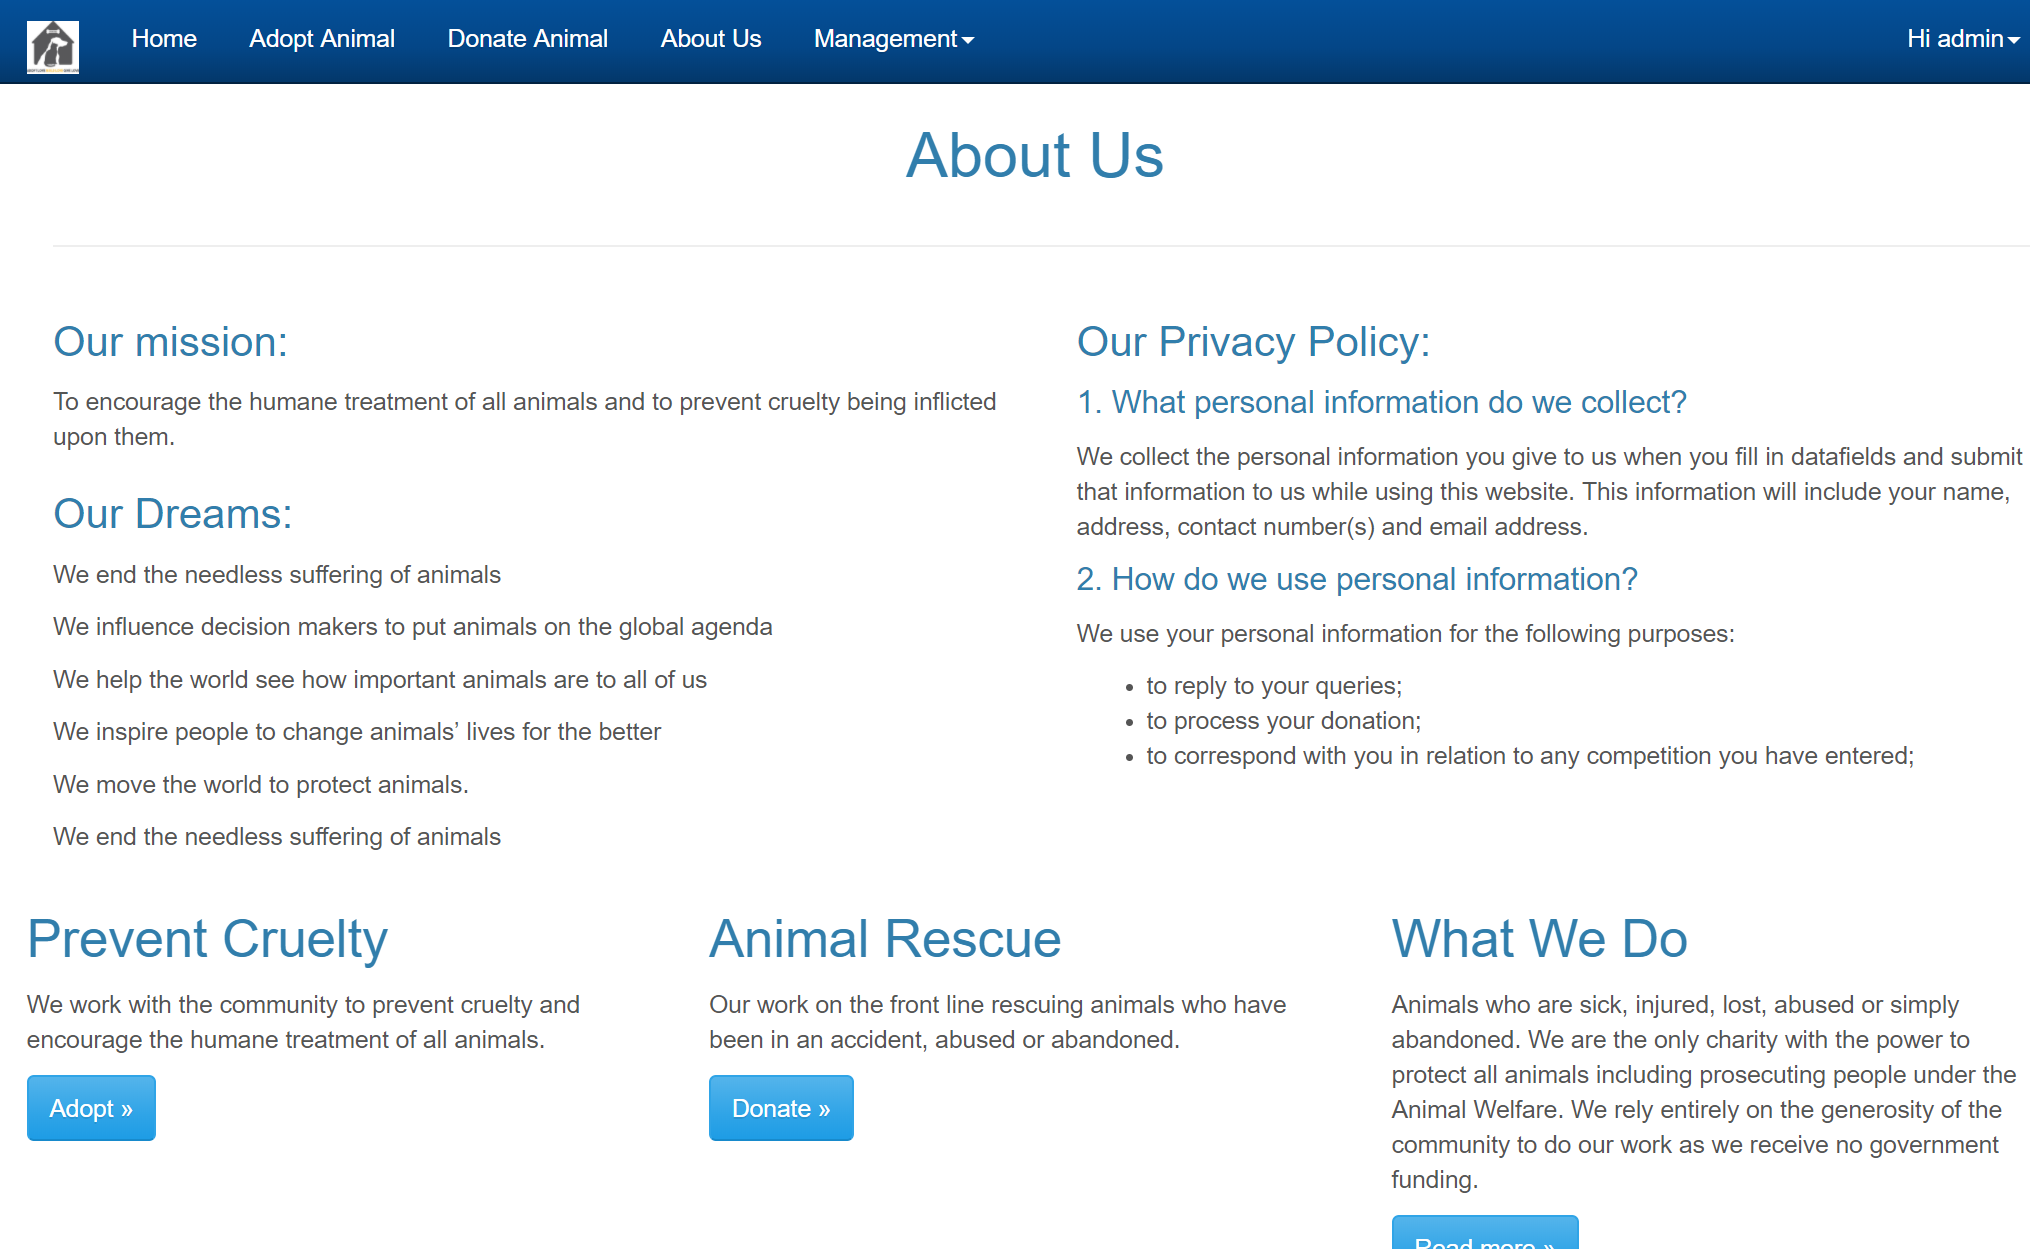 Home Adopt Animal Donate Animal About Us Management Hi admin
About Us
Our mission:
To encourage the humane treatment of all animals and to prevent cruelty being inflicted
upon them.
Our Dreams:
We end the needless suffering of animals
We influence decision makers to put animals on the global agenda
We help the world see how important animals are to all of us
We inspire people to change animals’ lives for the better
We move the world to protect animals.
We end the needless suffering of animals
Our Privacy Policy:
1. What personal information do we collect?
We collect the personal information you give to us when you fill in datafields and submit
that information to us while using this website. This information will include your name,
address, contact number(s) and email address.
2. How do we use personal information?
We use your personal information for the following purposes:
• to reply to your queries;
• to process your donation;
• to correspond with you in relation to any competition you have entered;
Prevent Cruelty
We work with the community to prevent cruelty and
encourage the humane treatment of all animals.
Adopt »
Animal Rescue
Our work on the front line rescuing animals who have
been in an accident, abused or abandoned.
Donate »
What We Do
Animals who are sick, injured, lost, abused or simply
abandoned. We are the only charity with the power to
protect all animals including prosecuting people under the
Animal Welfare. We rely entirely on the generosity of the
community to do our work as we receive no government
funding.
Read more »